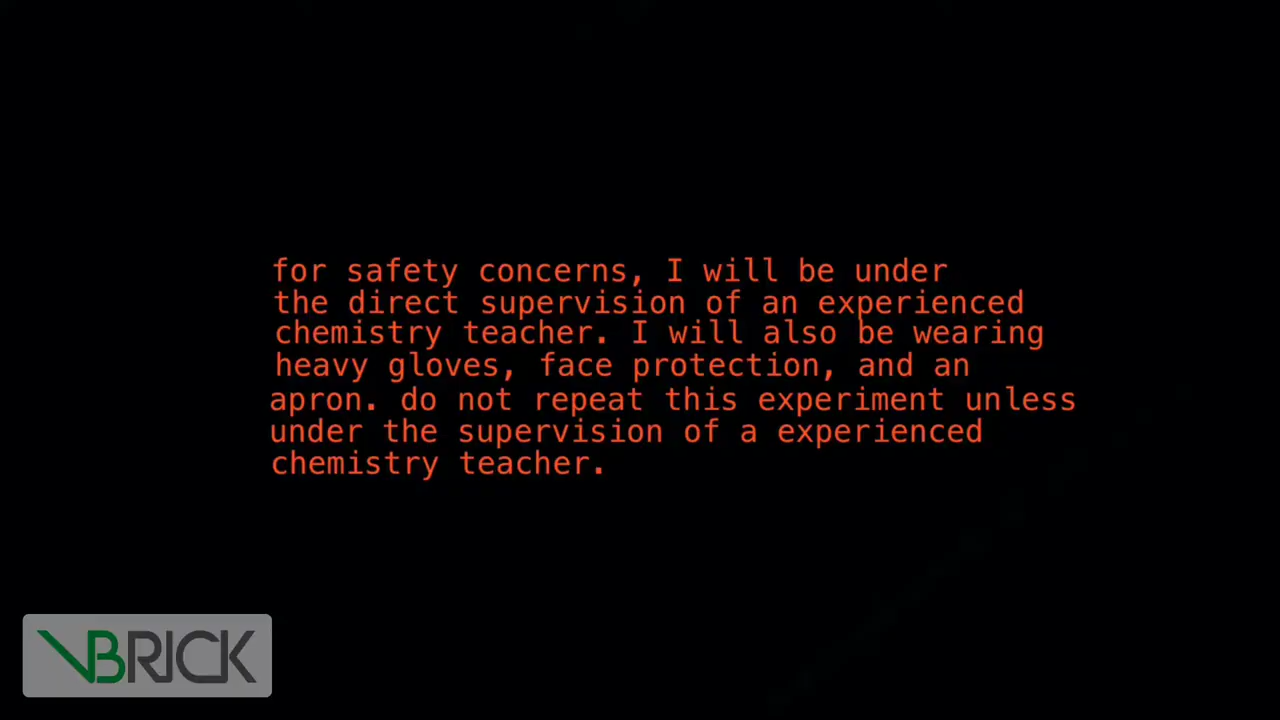 for safety concerns, I will be under
the direct supervision of an experienced
chemistry teacher. I will also be wearing
heavy gloves, face protection, and an
apron. do not repeat this experiment unless
under the supervision of a experienced
chemistry teacher.
VBRICK